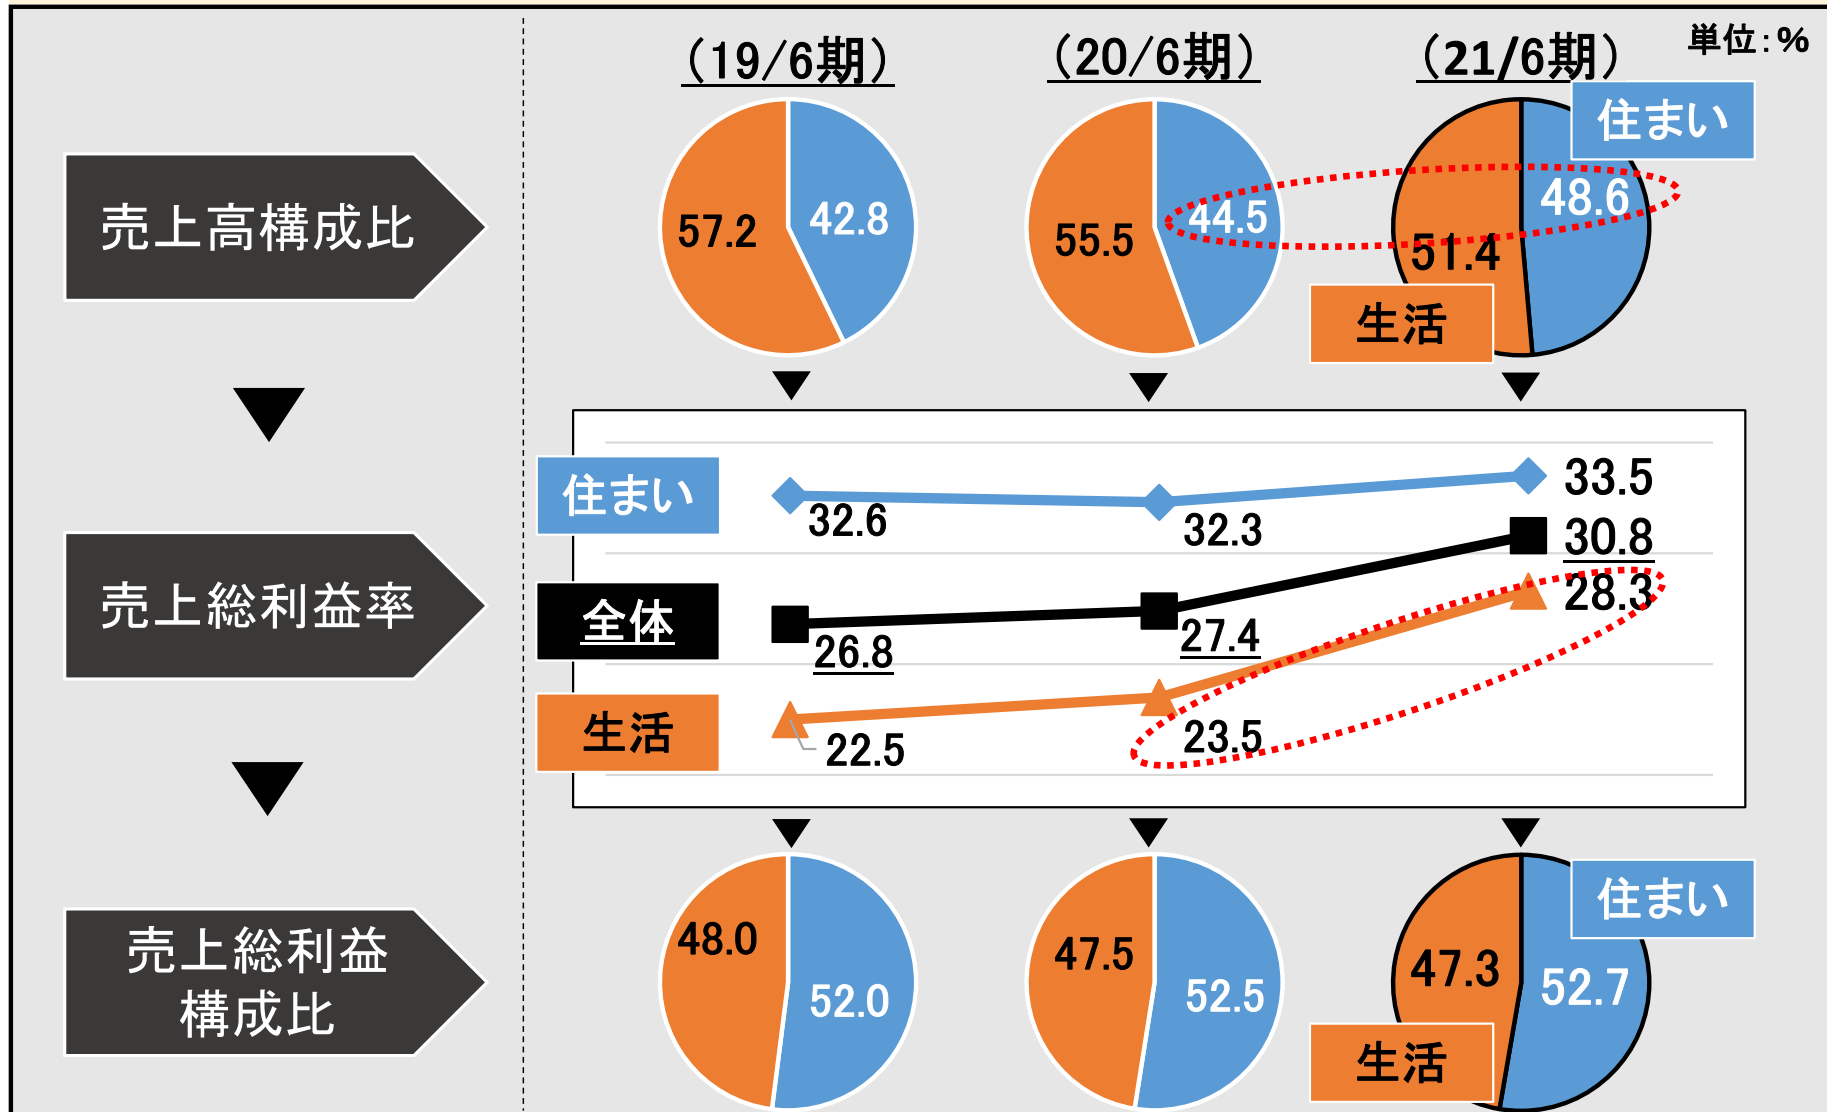 単位：%
（19/6期）
（20/6期）
（21/6期）
売上高構成比
57.2
42.8
55.5
44.5
住まい
48.6
51.4
生活
売上総利益率
住まい
32.6
32.3
33.5
全体
26.8
27.4
30.8
生活
22.5
23.5
28.3
売上総利益
構成比
48.0
52.0
47.5
52.5
住まい
47.3
52.7
生活